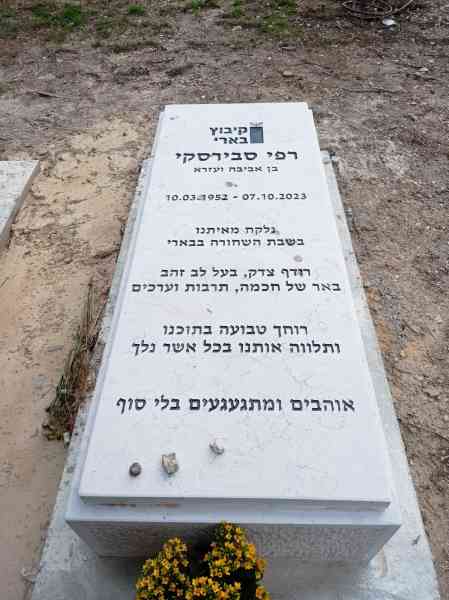 קיבוץ
בארי
רפי סבירסקי
בן אביבה ועזרא
10.03.1952 - 07.10.2023
נלקח מאיתנו
בשבת השחורה בבארי
רודף צדק, בעל לב זהב
באר של חכמה, תרבות וערכים
רוחך טבועה בתוכנו
ותלווה אותנו בכל אשר נלך
אוהבים ומתגעגעים בלי סוף